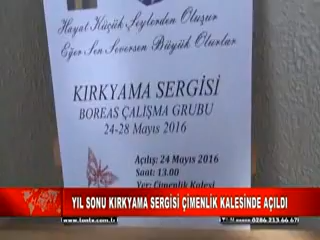 Hayat Küçük Şeylerden Oluşur
Eğer Sen Seversen Büyük Olurlar
KIRKYAMA SERGİSİ
BOREAS ÇALIŞMA GRUBU
24-28 Mayıs 2016
Açılış: 24 Mayıs 2016
Saat: 13.00
Yer: Çimenlik Kalesi
YIL SONU KIRKYAMA SERGİSİ ÇİMENLİK KALESİNDE AÇILDI
0286 213 66 67